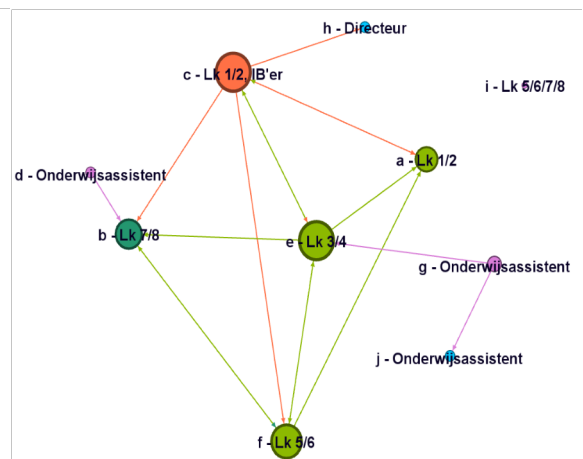 h - Directeur
c - Lk 1/2, IB'er
i - Lk 5/6/7/8
a - Lk 1/2
d - Onderwijsassistent
b - Lk 7/8
e - Lk 3/4
g - Onderwijsassistent
j - Onderwijsassistent
f - Lk 5/6